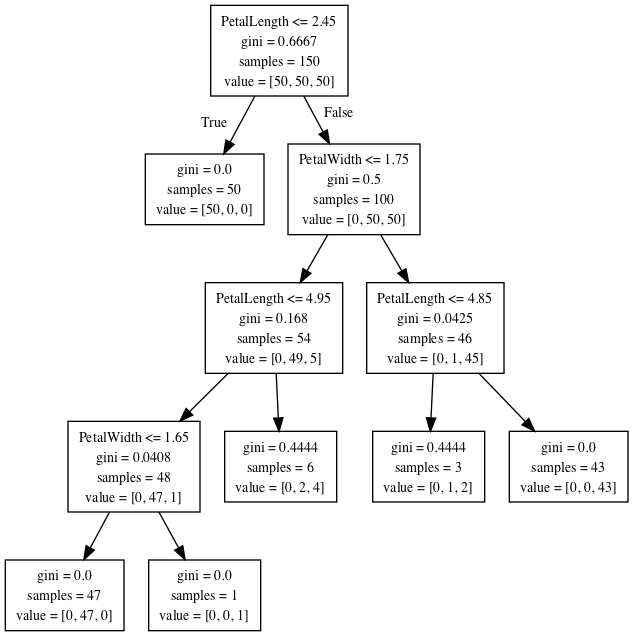 PetalLength <= 2.45
gini = 0.6667
samples = 150
value = [50, 50, 50]
True
False
gini = 0.0
samples = 50
value = [50, 0, 0]
PetalWidth <= 1.75
gini = 0.5
samples = 100
value = [0, 50, 50]
PetalLength <= 4.95
gini = 0.168
samples = 54
value = [0, 49, 5]
PetalLength <= 4.85
gini = 0.0425
samples = 46
value = [0, 1, 45]
PetalWidth <= 1.65
gini = 0.0408
samples = 48
value = [0, 47, 1]
gini = 0.4444
samples = 6
value = [0, 2, 4]
gini = 0.4444
samples = 3
value = [0, 1, 2]
gini = 0.0
samples = 43
value = [0, 0, 43]
gini = 0.0
samples = 47
value = [0, 47, 0]
gini = 0.0
samples = 1
value = [0, 0, 1]